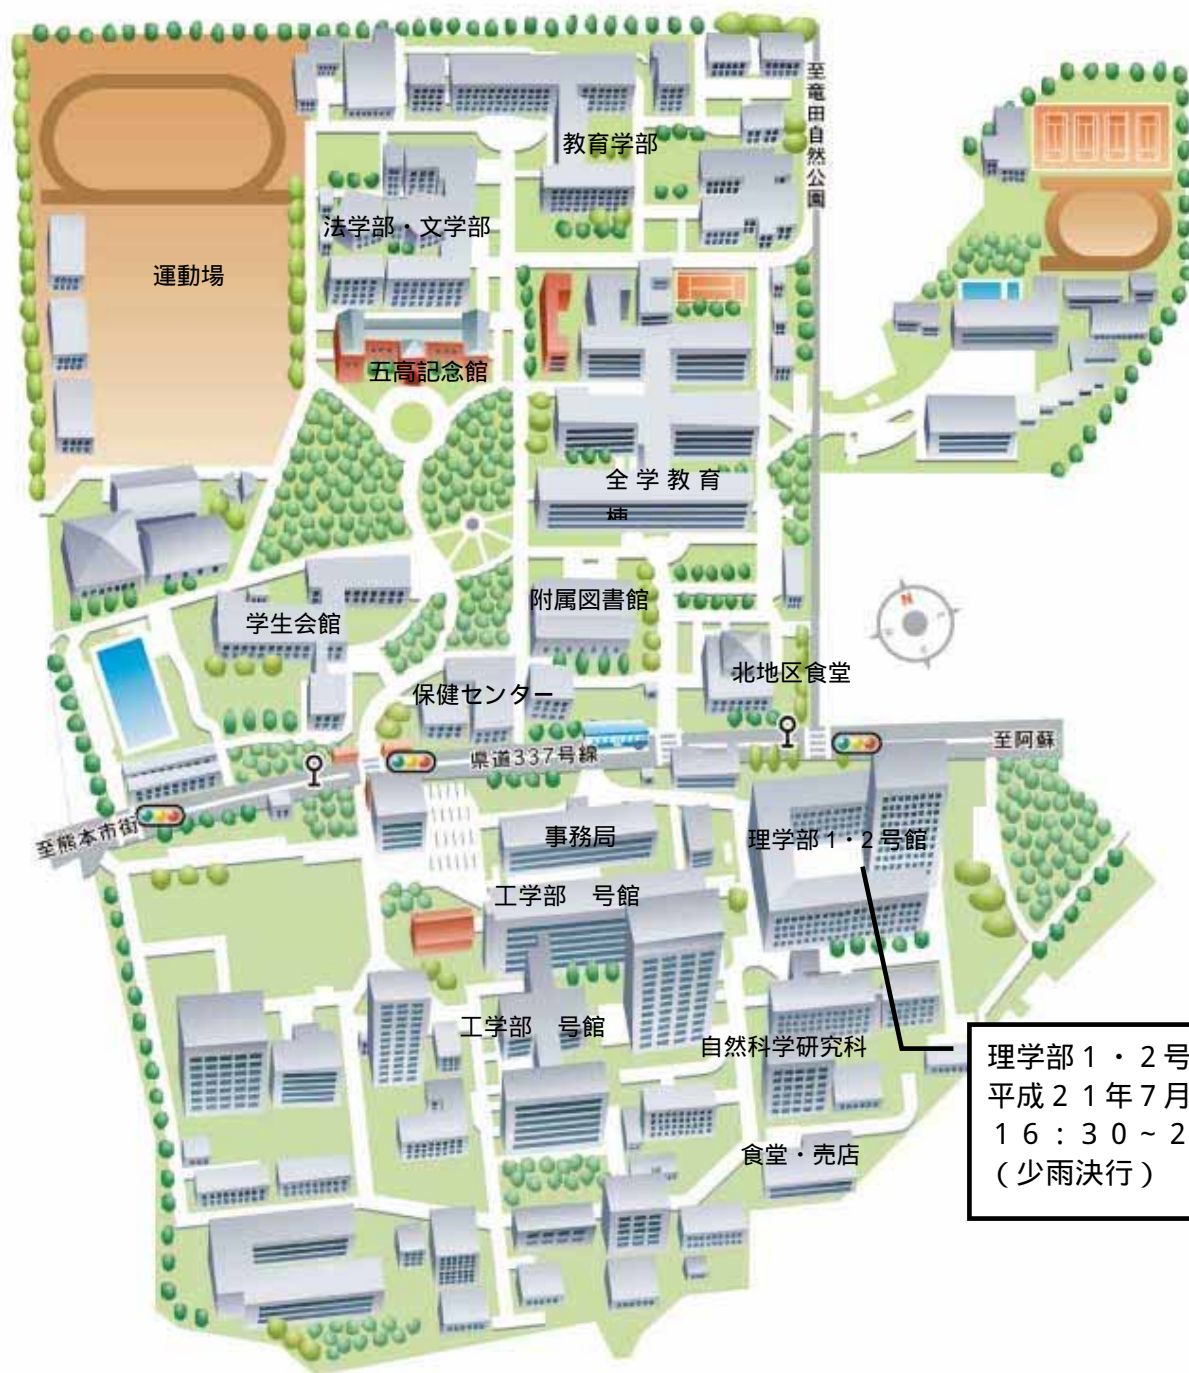 至竜田自然公園
教育学部
法学部・文学部
運動場
五高記念館
全学教育
棟
附属図書館
学生会館
N
北地区食堂
保健センター
県道337号線
至阿蘇
至熊本市街
事務局
理学部1・2号館
工学部　号館
工学部　号館
自然科学研究科
理学部1・2号
平成21年7月
16:30~2
(少雨決行)
食堂・売店